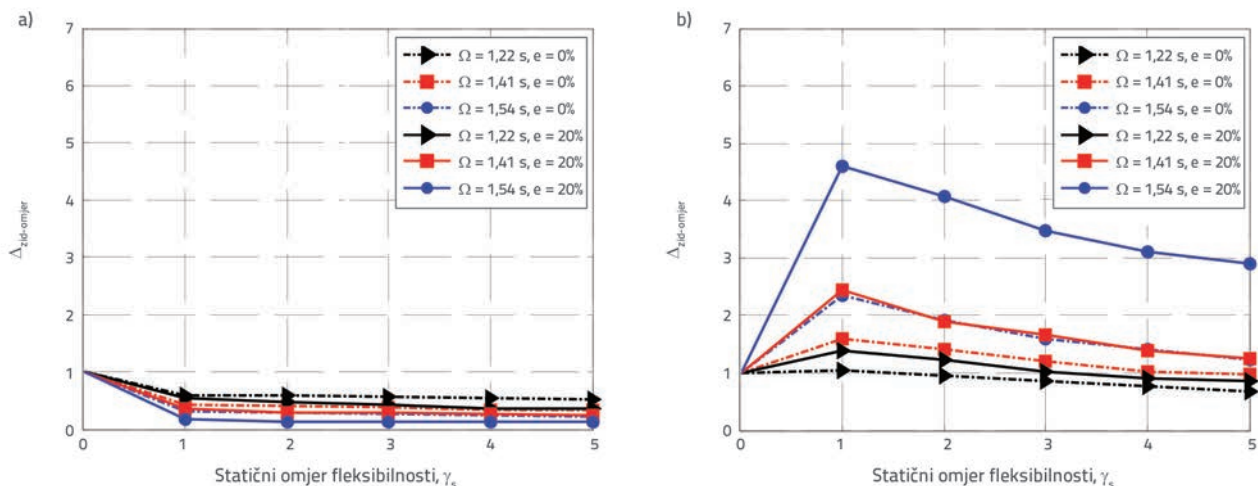 a)
7
6
5
4
3
2
1
0
Δzid-omjer
Ω = 1,22 s, e = 0%
Ω = 1,41 s, e = 0%
Ω = 1,54 s, e = 0%
Ω = 1,22 s, e = 20%
Ω = 1,41 s, e = 20%
Ω = 1,54 s, e = 20%
0 1 2 3 4 5
Statični omjer fleksibilnosti, γs
b)
7
6
5
4
3
2
1
0
Δzid-omjer
Ω = 1,22 s, e = 0%
Ω = 1,41 s, e = 0%
Ω = 1,54 s, e = 0%
Ω = 1,22 s, e = 20%
Ω = 1,41 s, e = 20%
Ω = 1,54 s, e = 20%
0 1 2 3 4 5
Statični omjer fleksibilnosti, γs